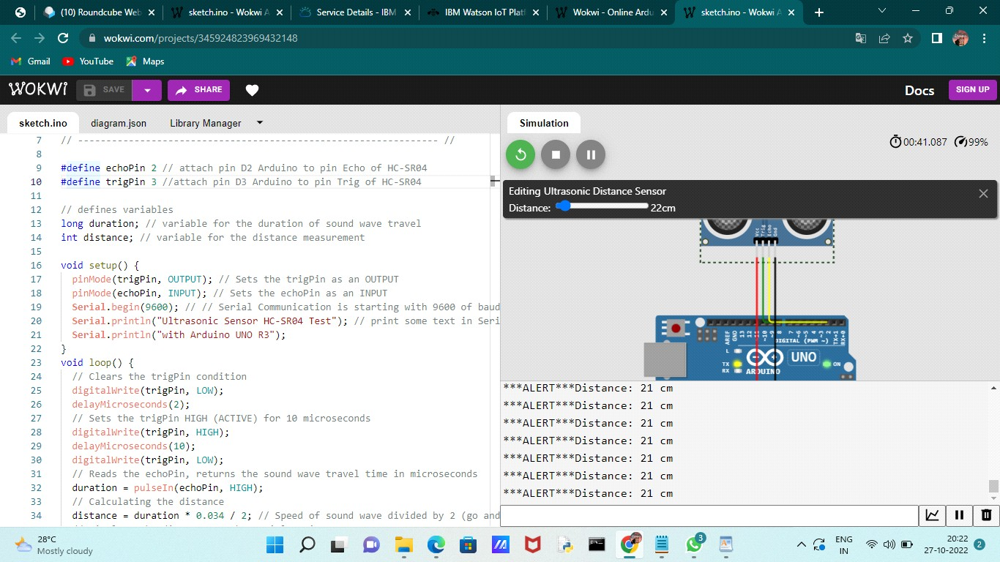 (10) Roundcube Web
sketch.ino - Wokwi A
Service Details - IBM
IBM Watson IoT Platf
Wokwi - Online Ardu
sketch.ino - Wokwi A
wokwi.com/projects/345924823969432148
Gmail
YouTube
Maps
WOKWI
SAVE
SHARE
Docs
SIGN UP
sketch.ino
diagram.json
Library Manager
7 // ----------------------------------------------------------------- //
8
9 #define echoPin 2 // attach pin D2 Arduino to pin Echo of HC-SR04
10 #define trigPin 3 //attach pin D3 Arduino to pin Trig of HC-SR04
11
12 // defines variables
13 long duration; // variable for the duration of sound wave travel
14 int distance; // variable for the distance measurement
15
16 void setup() {
17 pinMode(trigPin, OUTPUT); // Sets the trigPin as an OUTPUT
18 pinMode(echoPin, INPUT); // Sets the echoPin as an INPUT
19 Serial.begin(9600); // // Serial Communication is starting with 9600 of baud
20 Serial.println("Ultrasonic Sensor HC-SR04 Test"); // print some text in Seri
21 Serial.println("with Arduino UNO R3");
22 }
23 void loop() {
24 // Clears the trigPin condition
25 digitalWrite(trigPin, LOW);
26 delayMicroseconds(2);
27 // Sets the trigPin HIGH (ACTIVE) for 10 microseconds
28 digitalWrite(trigPin, HIGH);
29 delayMicroseconds(10);
30 digitalWrite(trigPin, LOW);
31 // Reads the echoPin, returns the sound wave travel time in microseconds
32 duration = pulseIn(echoPin, HIGH);
33 // Calculating the distance
34 distance = duration * 0.034 / 2; // Speed of sound wave divided by 2 (go and
Simulation
00:41.087
99%
Editing Ultrasonic Distance Sensor
Distance:
22cm
Vcc
Trig
Echo
Gnd
AREF
GND
13
12
11
~10
~9
8
7
~6
~5
4
~3
2
TX→1
RX←0
DIGITAL (PWM ~)
L
TX
RX
UNO
ON
ARDUINO
***ALERT***Distance: 21 cm
***ALERT***Distance: 21 cm
***ALERT***Distance: 21 cm
***ALERT***Distance: 21 cm
***ALERT***Distance: 21 cm
***ALERT***Distance: 21 cm
***ALERT***Distance: 21 cm
28°C
Mostly cloudy
3
ENG
IN
20:22
27-10-2022
2